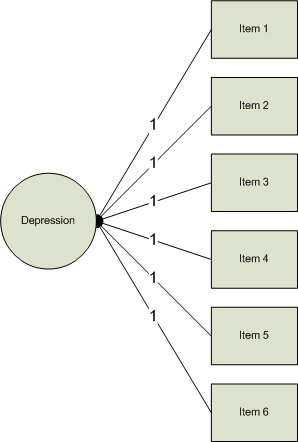 Item 1
1
Item 2
1
Item 3
1
Depression
1
Item 4
1
Item 5
1
Item 6